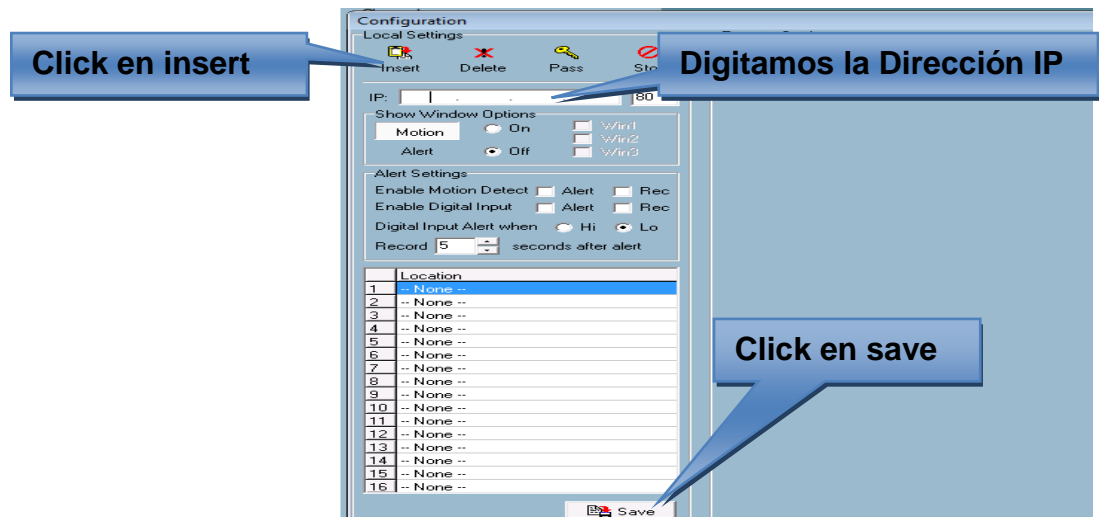 Configuration
Local Settings
Click en insert
Insert Delete Pass Sto
Digitamos la Dirección IP
IP: . . . 80
Show Window Options
Motion On Win1
Win2
Alert Off Win3
Alert Settings
Enable Motion Detect Alert Rec
Enable Digital Input Alert Rec
Digital Input Alert when Hi Lo
Record 5 seconds after alert
Location
1 -- None --
2 -- None --
3 -- None --
4 -- None --
5 -- None --
6 -- None --
7 -- None --
8 -- None --
9 -- None --
10 -- None --
11 -- None --
12 -- None --
13 -- None --
14 -- None --
15 -- None --
16 -- None --
Click en save
Save